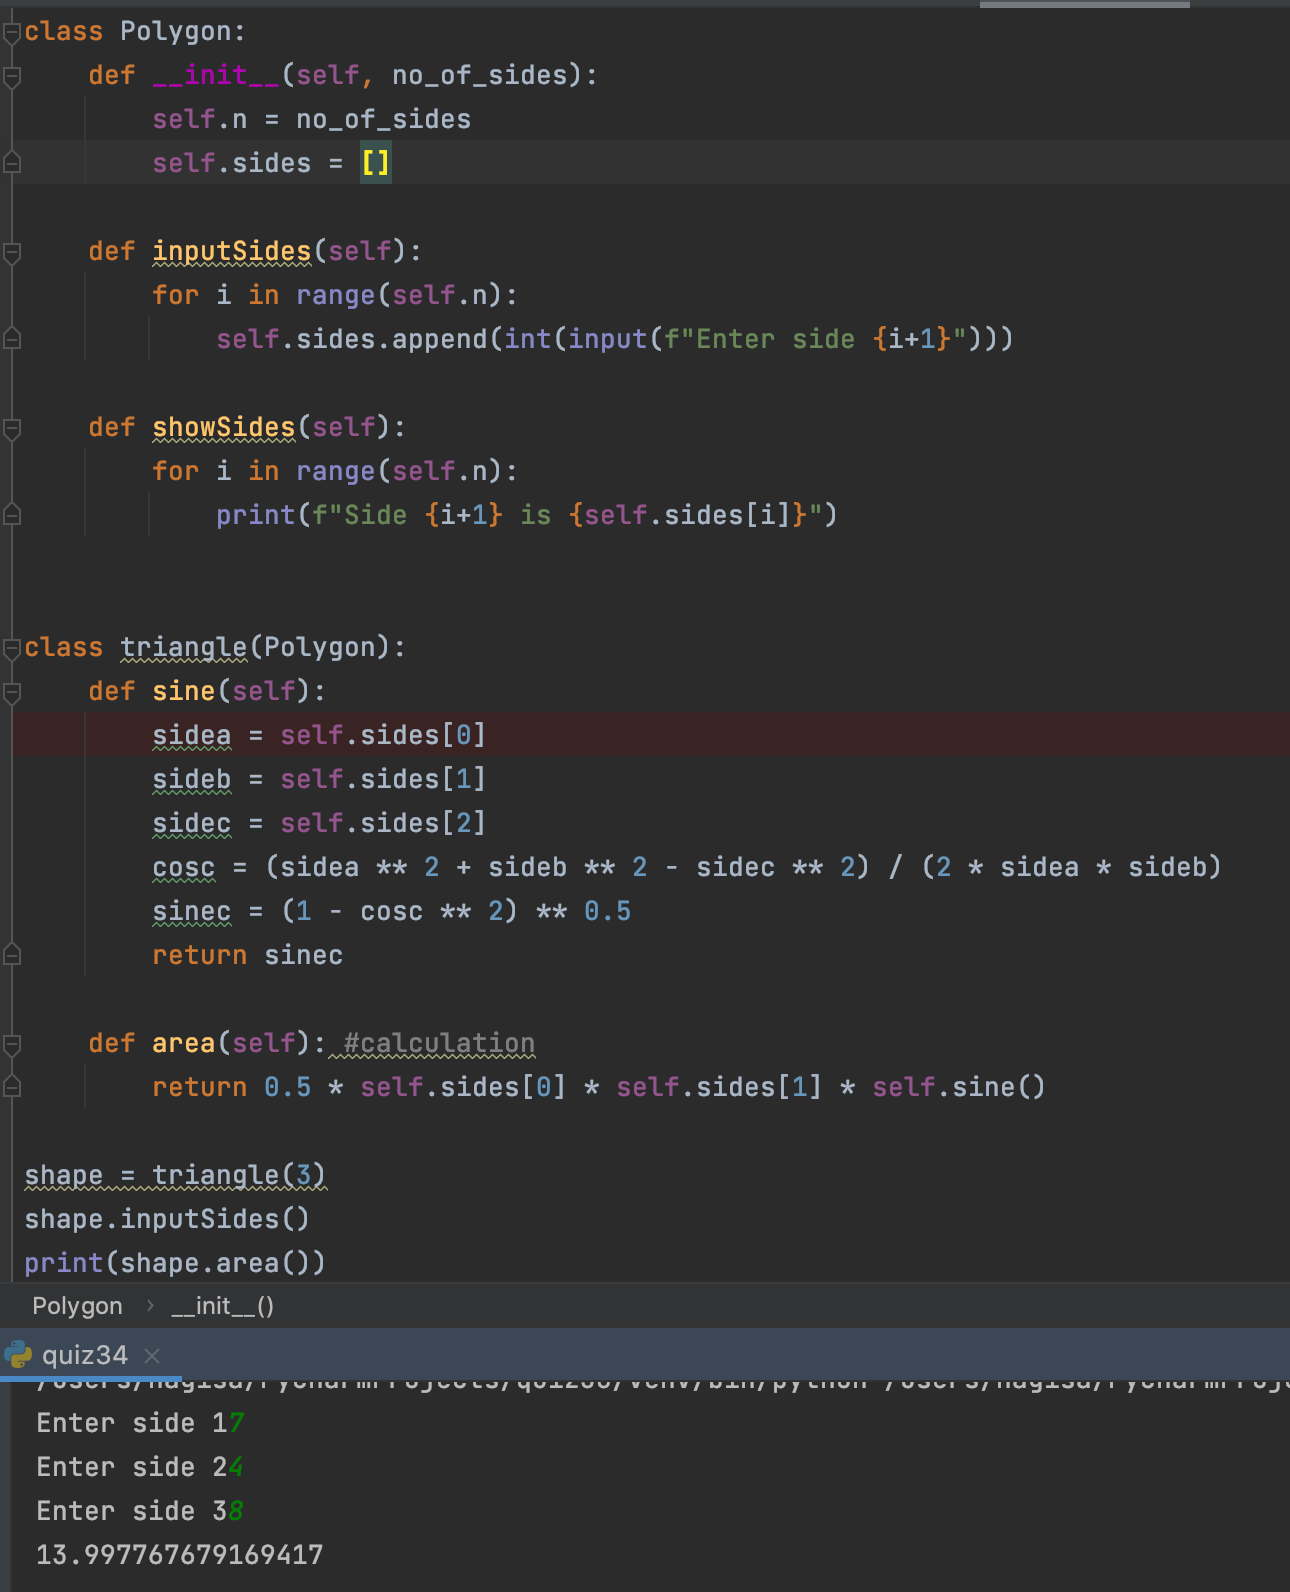 class Polygon:
    def __init__(self, no_of_sides):
        self.n = no_of_sides
        self.sides = []

    def inputSides(self):
        for i in range(self.n):
            self.sides.append(int(input(f"Enter side {i+1}")))

    def showSides(self):
        for i in range(self.n):
            print(f"Side {i+1} is {self.sides[i]}")


class triangle(Polygon):
    def sine(self):
        sidea = self.sides[0]
        sideb = self.sides[1]
        sidec = self.sides[2]
        cosc = (sidea ** 2 + sideb ** 2 - sidec ** 2) / (2 * sidea * sideb)
        sinec = (1 - cosc ** 2) ** 0.5
        return sinec

    def area(self): #calculation
        return 0.5 * self.sides[0] * self.sides[1] * self.sine()

shape = triangle(3)
shape.inputSides()
print(shape.area())
Polygon › __init__()
quiz34 ×
Enter side 17
Enter side 24
Enter side 38
13.997767679169417